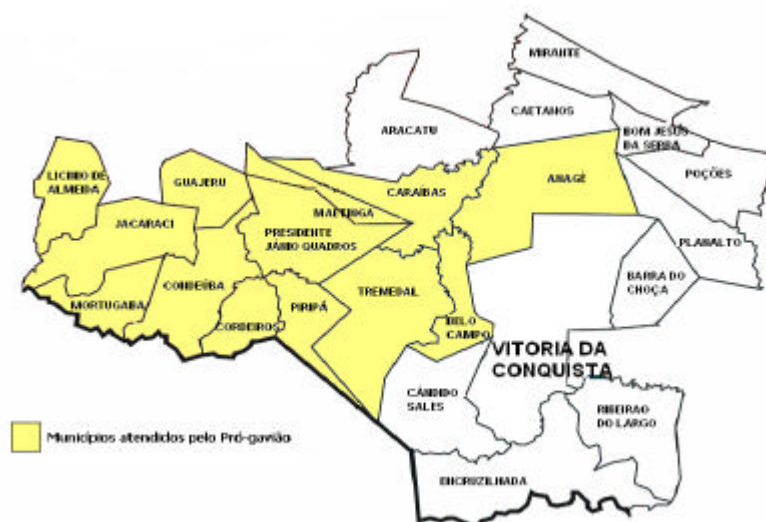 MIRANTE
CAETANOS
ARACATU
BOM JESUS
DA SERRA
POÇÕES
LICINIO DE
ALMEIDA
GUAJERU
CARAÍBAS
ANAGÉ
MAETINGA
JACARACI
PRESIDENTE
JÂNIO QUADROS
PLANALTO
BARRA DO
CHOÇA
CONDEÚBA
TREMEDAL
MORTUGABA
PIRIPÁ
CORDEIROS
BELO
CAMPO
VITORIA DA
CONQUISTA
CÂNDIDO
SALES
RIBEIRAO
DO LARGO
Municípios atendidos pelo Pró-gavião
ENCRUZILHADA